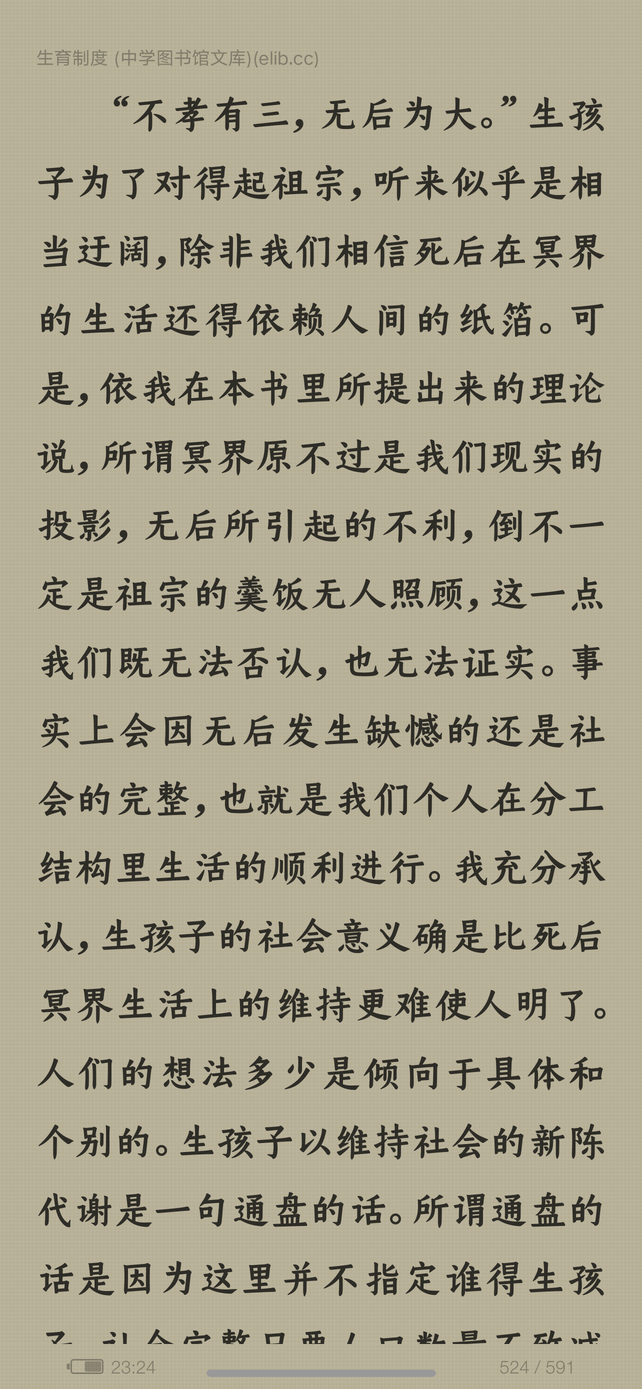 生育制度 (中学图书馆文库)(elib.cc)
“不孝有三，无后为大。”生孩
子为了对得起祖宗，听来似乎是相
当迂阔，除非我们相信死后在冥界
的生活还得依赖人间的纸箔。可
是，依我在本书里所提出来的理论
说，所谓冥界原不过是我们现实的
投影，无后所引起的不利，倒不一
定是祖宗的羹饭无人照顾，这一点
我们既无法否认，也无法证实。事
实上会因无后发生缺憾的还是社
会的完整，也就是我们个人在分工
结构里生活的顺利进行。我充分承
认，生孩子的社会意义确是比死后
冥界生活上的维持更难使人明了。
人们的想法多少是倾向于具体和
个别的。生孩子以维持社会的新陈
代谢是一句通盘的话。所谓通盘的
话是因为这里并不指定谁得生孩
23:24
524 / 591